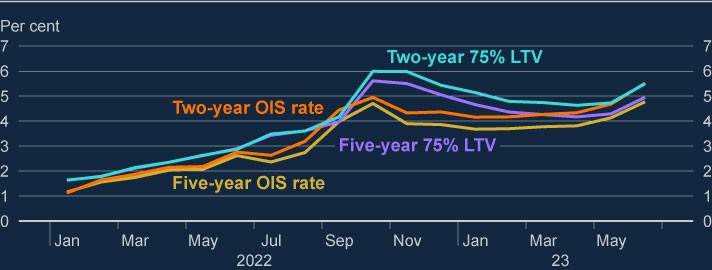 Per cent
7 7
6 6
Two-year 75% LTV
5 5
Two-year OIS rate
4 4
Five-year 75% LTV
3 3
2 2
Five-year OIS rate
1 1
0 0
Jan Mar May Jul Sep Nov Jan Mar May
2022 23